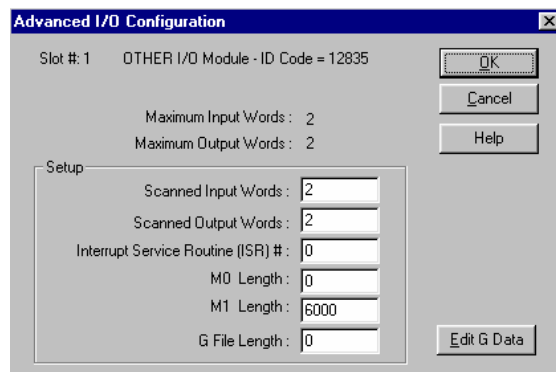 Advanced I/O Configuration
Slot #: 1 OTHER I/O Module - ID Code = 12835
OK
Cancel
Help
Maximum Input Words : 2
Maximum Output Words : 2
Setup
Scanned Input Words : 2
Scanned Output Words : 2
Interrupt Service Routine (ISR) # : 0
M0 Length : 0
M1 Length : 6000
G File Length : 0
Edit G Data